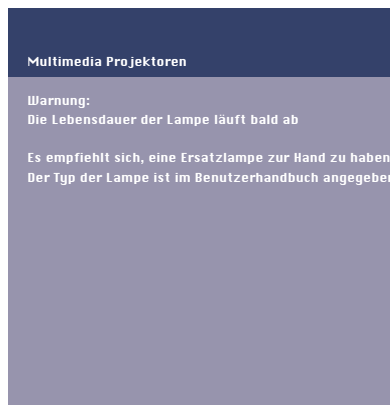 Multimedia Projektoren
Warnung:
Die Lebensdauer der Lampe läuft bald ab
Es empfiehlt sich, eine Ersatzlampe zur Hand zu haben
Der Typ der Lampe ist im Benutzerhandbuch angegeben